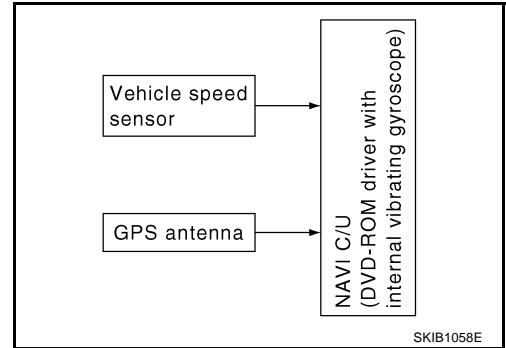 Vehicle speed
sensor
GPS antenna
NAVI C/U
(DVD-ROM driver with
internal vibrating gyroscope)
SKIB1058E